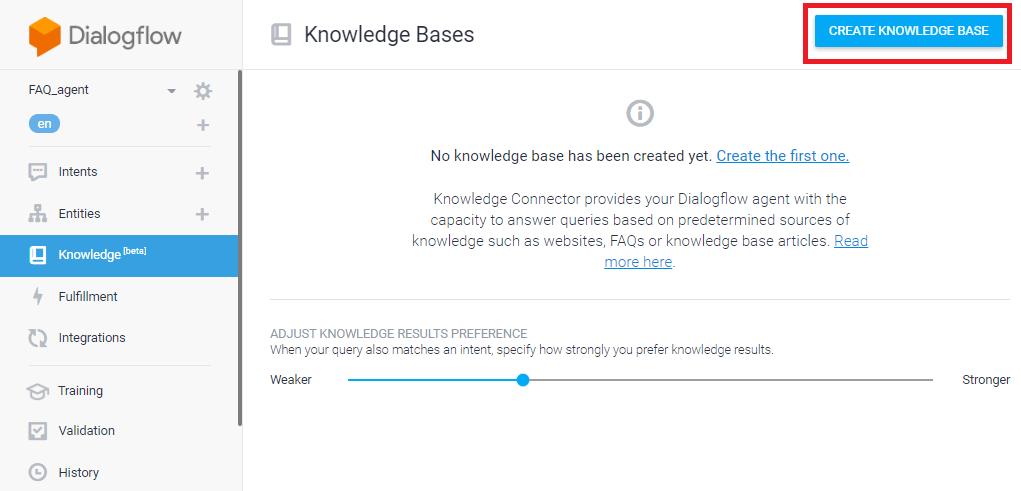 Dialogflow
Knowledge Bases
CREATE KNOWLEDGE BASE
FAQ_agent
en
Intents
Entities
Knowledge [beta]
Fulfillment
Integrations
Training
Validation
History
No knowledge base has been created yet. Create the first one.
Knowledge Connector provides your Dialogflow agent with the
capacity to answer queries based on predetermined sources of
knowledge such as websites, FAQs or knowledge base articles. Read
more here.
ADJUST KNOWLEDGE RESULTS PREFERENCE
When your query also matches an intent, specify how strongly you prefer knowledge results.
Weaker
Stronger